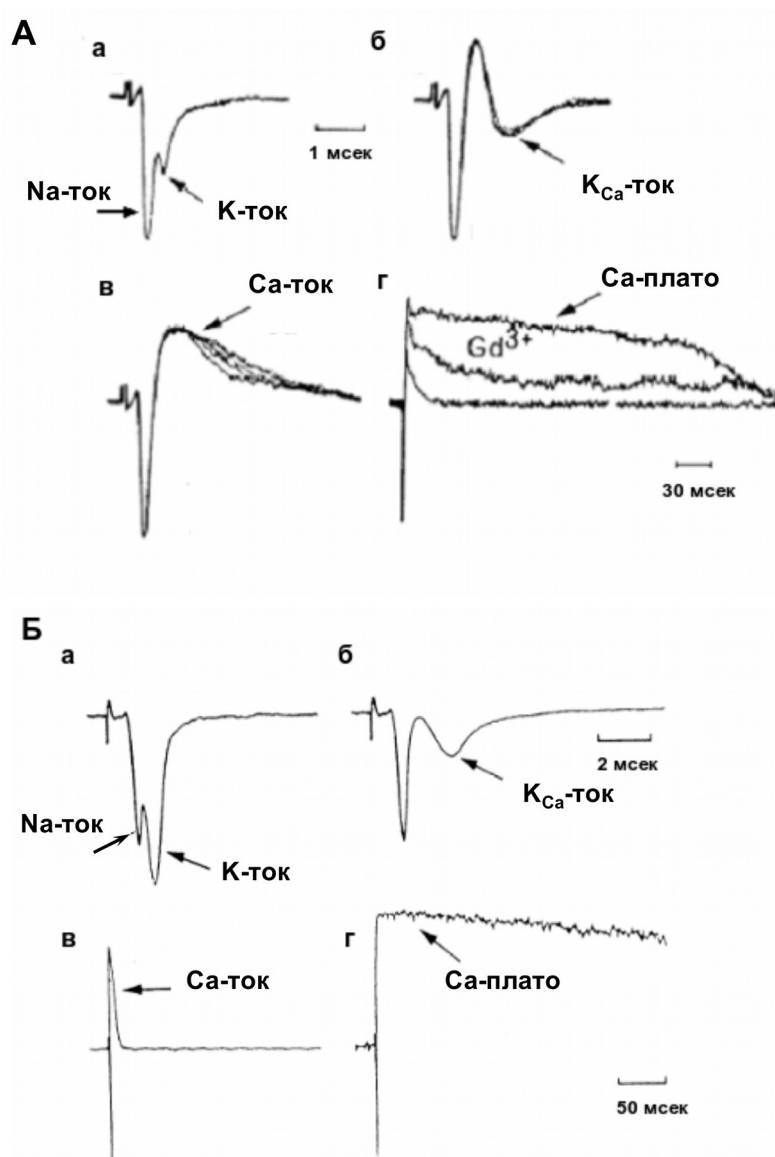 А
а
б
1 мсек
Na-ток
К-ток
KCa-ток
в
Са-ток
г
Са-плато
Gd3+
30 мсек
Б
а
б
2 мсек
KCa-ток
Na-ток
К-ток
в
Са-ток
г
Са-плато
50 мсек